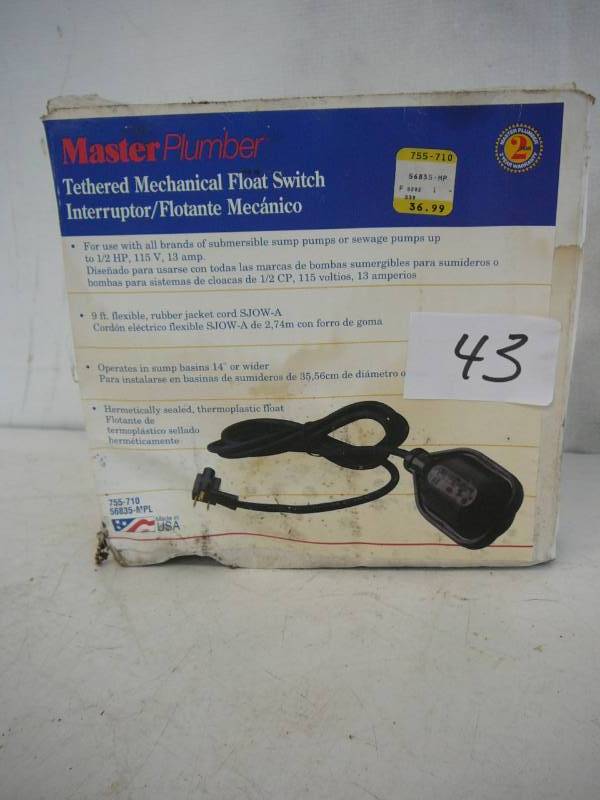 Master Plumber
Tethered Mechanical Float Switch
Interruptor/Flotante Mecánico
755-710
56835-MP
36.99
MASTER PLUMBER
2
YEAR WARRANTY
• For use with all brands of submersible sump pumps or sewage pumps up
to 1/2 HP, 115 V, 13 amp.
Diseñado para usarse con todas las marcas de bombas sumergibles para sumideros o
bombas para sistemas de cloacas de 1/2 CP, 115 voltios, 13 amperios
• 9 ft. flexible, rubber jacket cord SJOW-A
Cordón eléctrico flexible SJOW-A de 2,74m con forro de goma
• Operates in sump basins 14" or wider
Para instalarse en basinas de sumideros de 35,56cm de diámetro o
43
• Hermetically sealed, thermoplastic float
Flotante de
termoplástico sellado
herméticamente
755-710
56835-MPL
Made in
USA